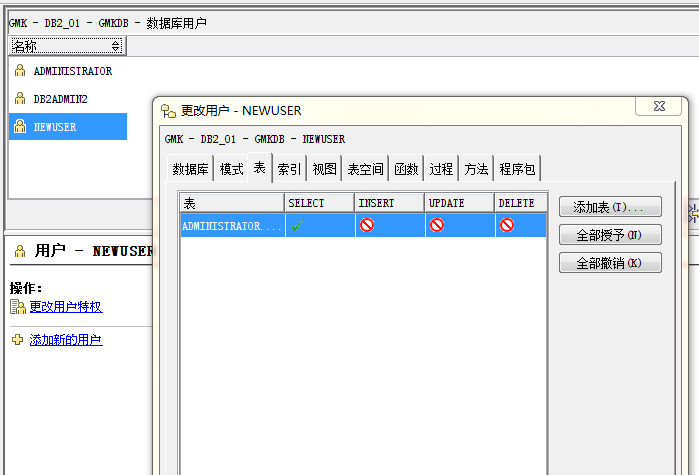 GMK - DB2_01 - GMKDB - 数据库用户
名称
ADMINISTRATOR
DB2ADMIN2
NEWUSER
更改用户 - NEWUSER
GMK - DB2_01 - GMKDB - NEWUSER
数据库 模式 表 索引 视图 表空间 函数 过程 方法 程序包
表 SELECT INSERT UPDATE DELETE
ADMINISTRATOR....
添加表(T)...
全部授予(N)
全部撤销(K)
用户 - NEWUSER
操作:
更改用户特权
添加新的用户